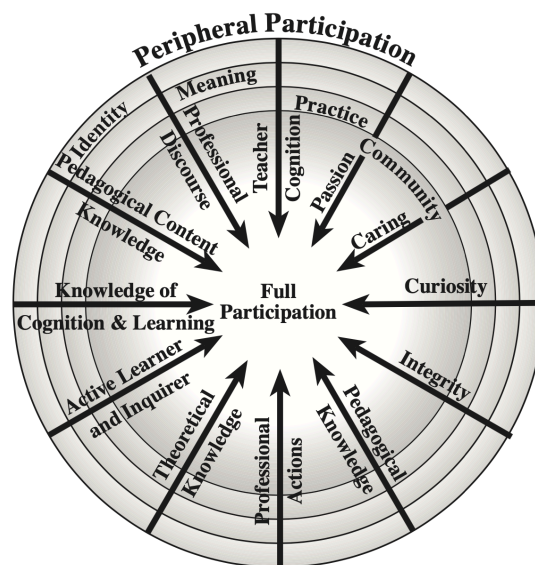 Peripheral Participation
Identity
Meaning
Practice
Community
Professional
Discourse
Teacher
Cognition
Passion
Caring
Curiosity
Integrity
Pedagogical
Knowledge
Professional
Actions
Theoretical
Knowledge
Active Learner
and Inquirer
Knowledge of
Cognition & Learning
Pedagogical Content
Knowledge
Full
Participation